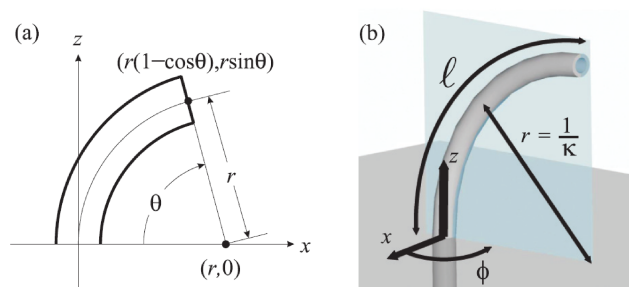 (a)
z
(r(1−cosθ),rsinθ)
r
θ
x
(r,0)
(b)
ℓ
r = 1/κ
z
x
ϕ